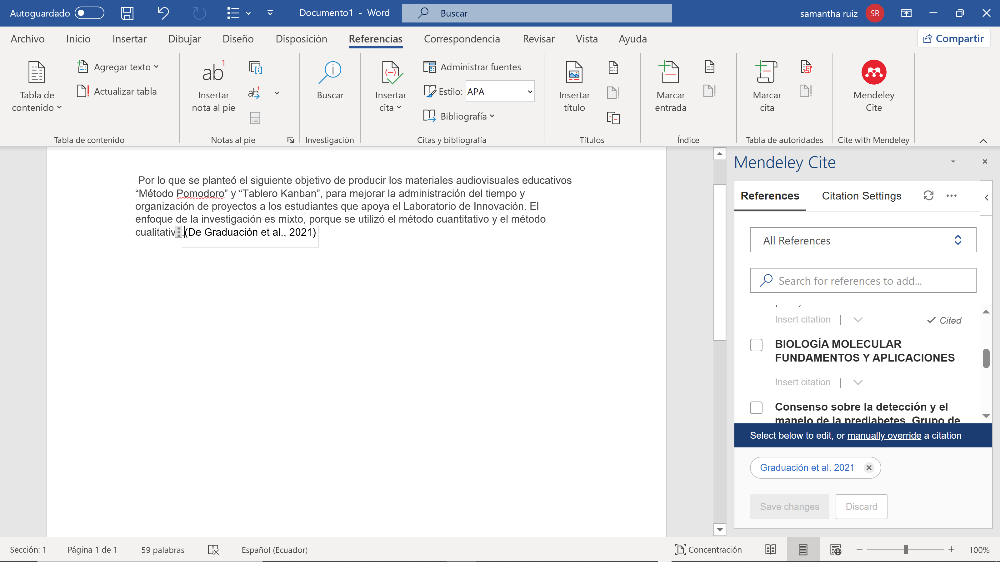 Autoguardado
Documento1 - Word
Buscar
samantha ruiz
SR
Archivo
Inicio
Insertar
Dibujar
Diseño
Disposición
Referencias
Correspondencia
Revisar
Vista
Ayuda
Compartir
Tabla de
contenido
Agregar texto
Actualizar tabla
Tabla de contenido
ab1
Insertar
nota al pie
ab1
Notas al pie
Buscar
Investigación
Insertar
cita
Administrar fuentes
Estilo: APA
Bibliografía
Citas y bibliografía
Insertar
título
Títulos
Marcar
entrada
Índice
Marcar
cita
Tabla de autoridades
Mendeley
Cite
Cite with Mendeley
Por lo que se planteó el siguiente objetivo de producir los materiales audiovisuales educativos
“Método Pomodoro” y “Tablero Kanban”, para mejorar la administración del tiempo y
organización de proyectos a los estudiantes que apoya el Laboratorio de Innovación. El
enfoque de la investigación es mixto, porque se utilizó el método cuantitativo y el método
cualitativ.(De Graduación et al., 2021)
Mendeley Cite
References
Citation Settings
All References
Search for references to add...
Insert citation |
Cited
BIOLOGÍA MOLECULAR
FUNDAMENTOS Y APLICACIONES
Insert citation |
Consenso sobre la detección y el
manejo de la prediabetes. Grupo de
Select below to edit, or manually override a citation
Graduación et al. 2021
Save changes
Discard
Sección: 1
Página 1 de 1
59 palabras
Español (Ecuador)
Concentración
100%